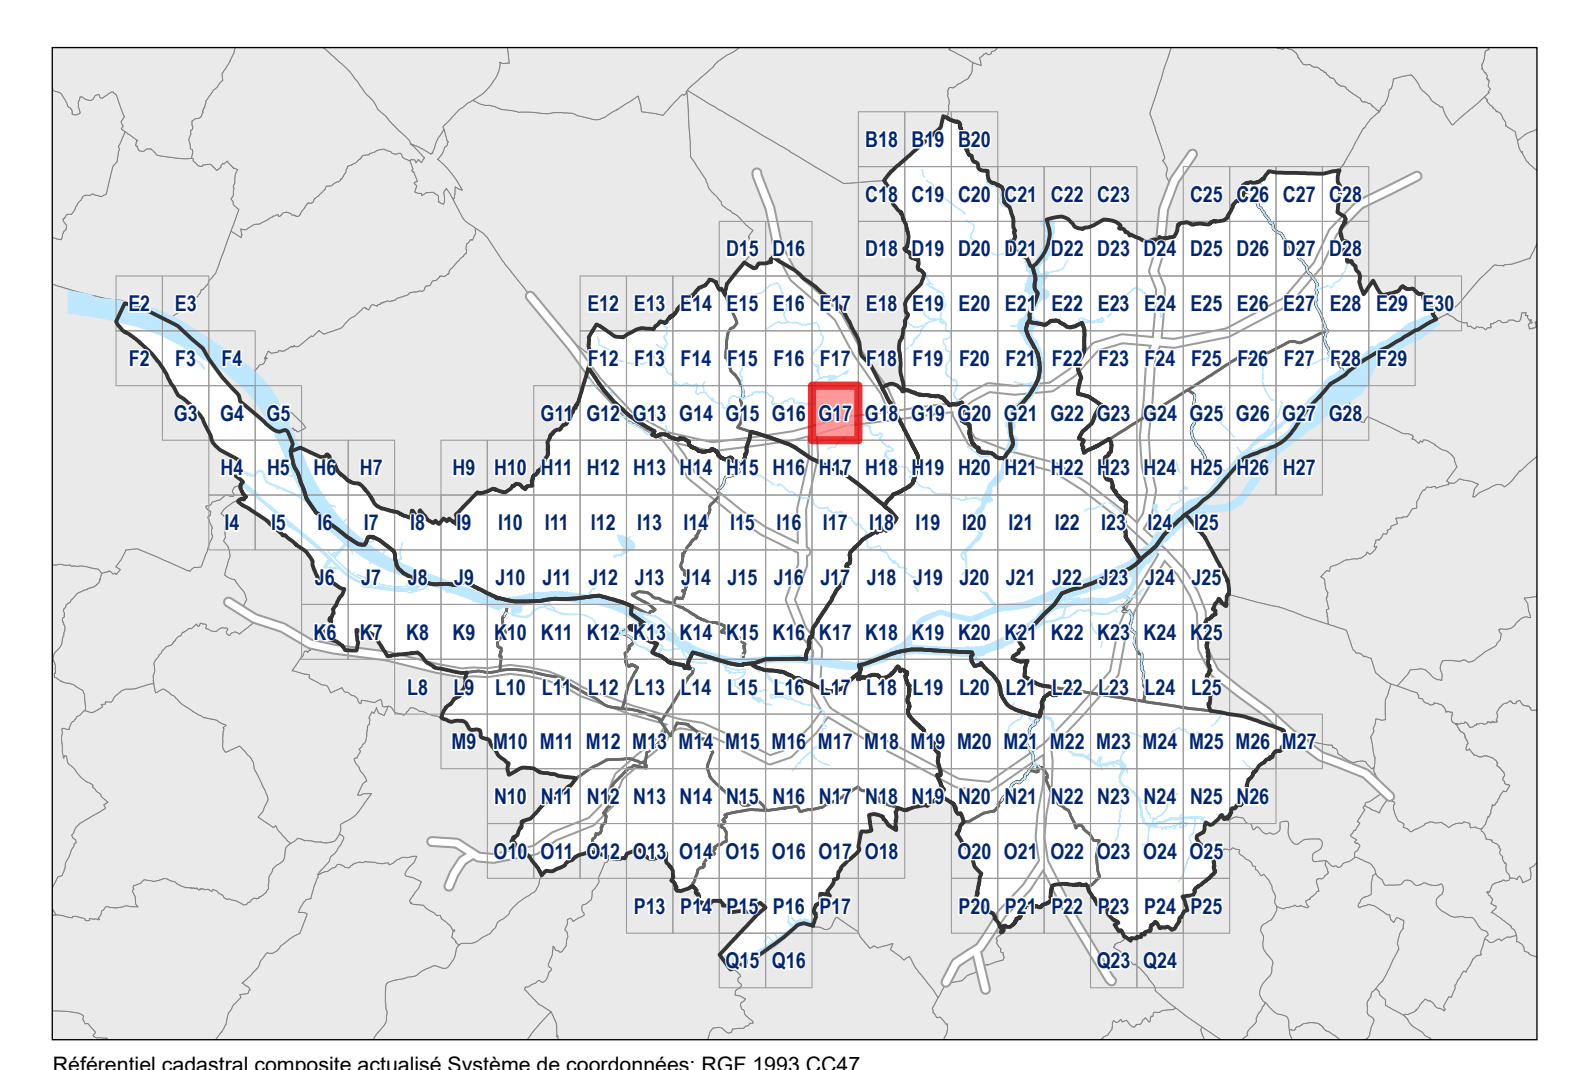 B18 B19 B20
C18 C19 C20 C21 C22 C23 C25 C26 C27 C28
D15 D16 D18 D19 D20 D21 D22 D23 D24 D25 D26 D27 D28
E2 E3 E12 E13 E14 E15 E16 E17 E18 E19 E20 E21 E22 E23 E24 E25 E26 E27 E28 E29 E30
F2 F3 F4 F12 F13 F14 F15 F16 F17 F18 F19 F20 F21 F22 F23 F24 F25 F26 F27 F28 F29
G3 G4 G5 G11 G12 G13 G14 G15 G16 G17 G18 G19 G20 G21 G22 G23 G24 G25 G26 G27 G28
H4 H5 H6 H7 H9 H10 H11 H12 H13 H14 H15 H16 H17 H18 H19 H20 H21 H22 H23 H24 H25 H26 H27
I4 I5 I6 I7 I8 I9 I10 I11 I12 I13 I14 I15 I16 I17 I18 I19 I20 I21 I22 I23 I24 I25
J6 J7 J8 J9 J10 J11 J12 J13 J14 J15 J16 J17 J18 J19 J20 J21 J22 J23 J24 J25
K6 K7 K8 K9 K10 K11 K12 K13 K14 K15 K16 K17 K18 K19 K20 K21 K22 K23 K24 K25
L8 L9 L10 L11 L12 L13 L14 L15 L16 L17 L18 L19 L20 L21 L22 L23 L24 L25
M9 M10 M11 M12 M13 M14 M15 M16 M17 M18 M19 M20 M21 M22 M23 M24 M25 M26 M27
N10 N11 N12 N13 N14 N15 N16 N17 N18 N19 N20 N21 N22 N23 N24 N25 N26
O10 O11 O12 O13 O14 O15 O16 O17 O18 O20 O21 O22 O23 O24 O25
P13 P14 P15 P16 P17 P20 P21 P22 P23 P24 P25
Q15 Q16 Q23 Q24
Référentiel cadastral composite actualisé Système de coordonnées: RGF 1993 CC47